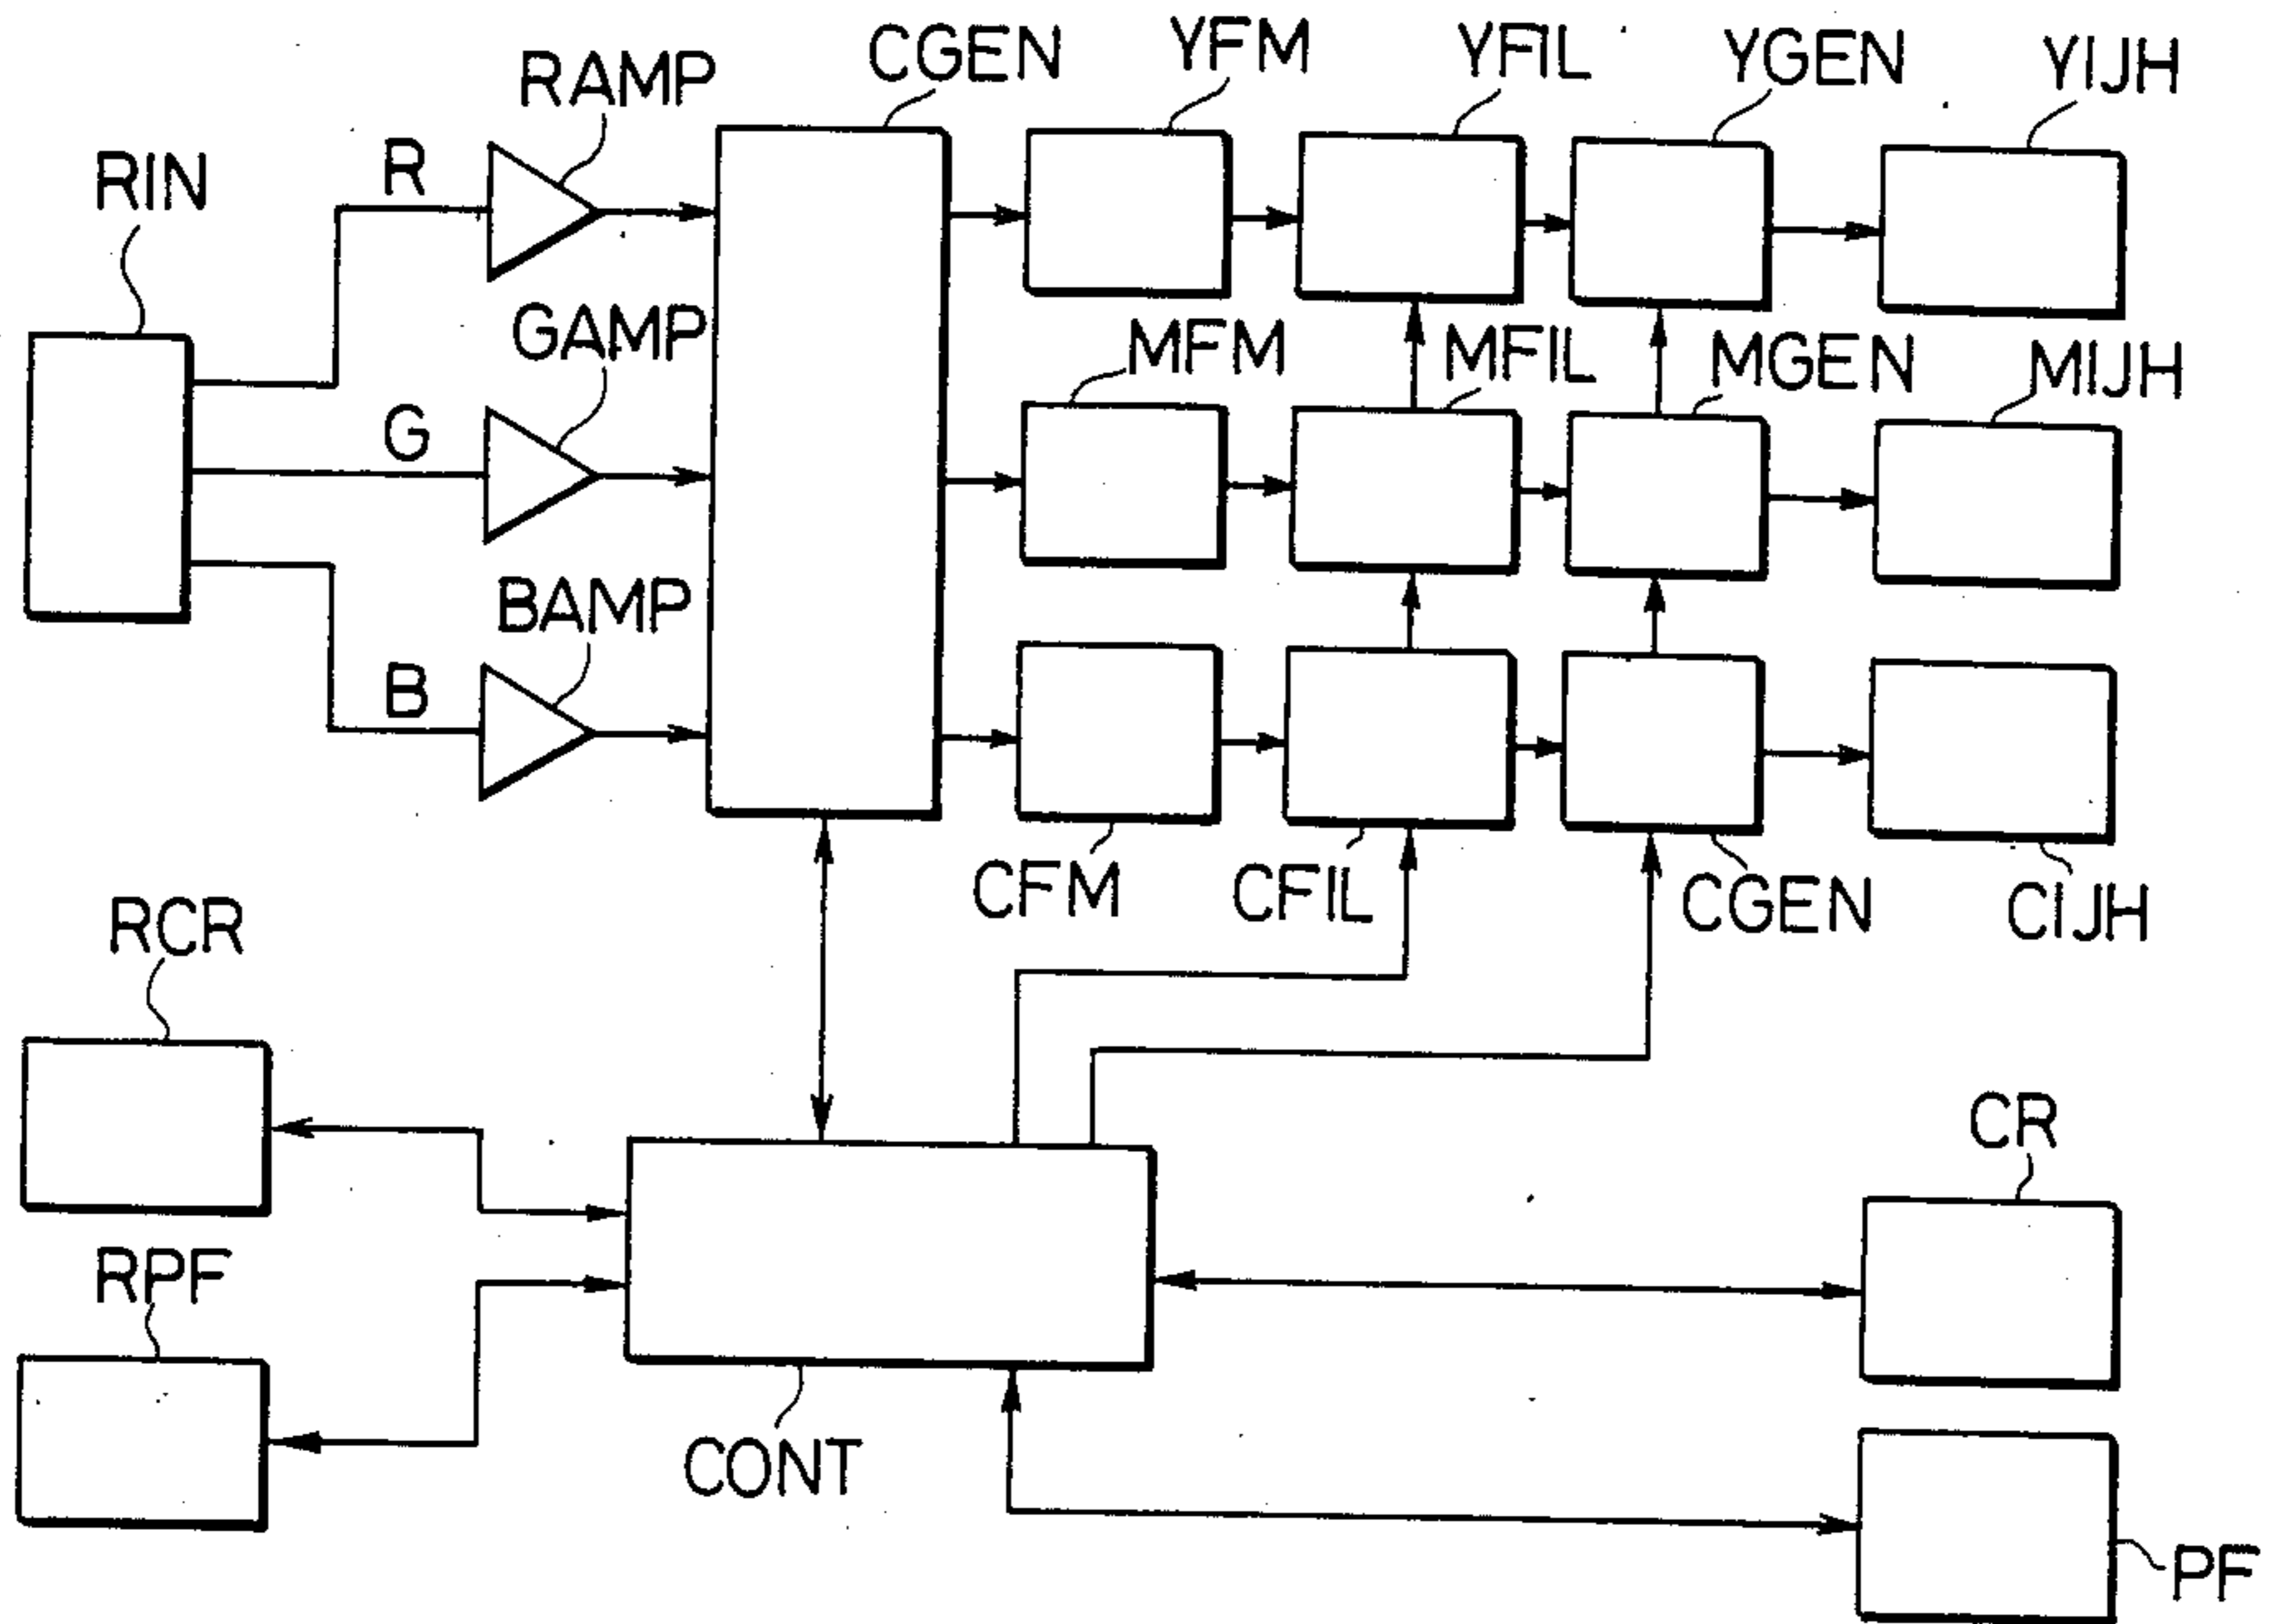 RIN
R
RAMP
CGEN
YFM
YFIL
YGEN
YIJH
G
GAMP
MFM
MFIL
MGEN
MIJH
B
BAMP
CFM
CFIL
CGEN
CIJH
RCR
RPF
CONT
CR
PF